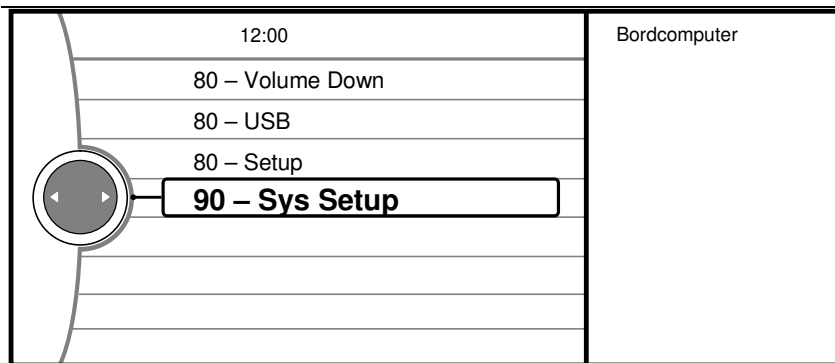 12:00
80 – Volume Down
80 – USB
80 – Setup
90 – Sys Setup
Bordcomputer